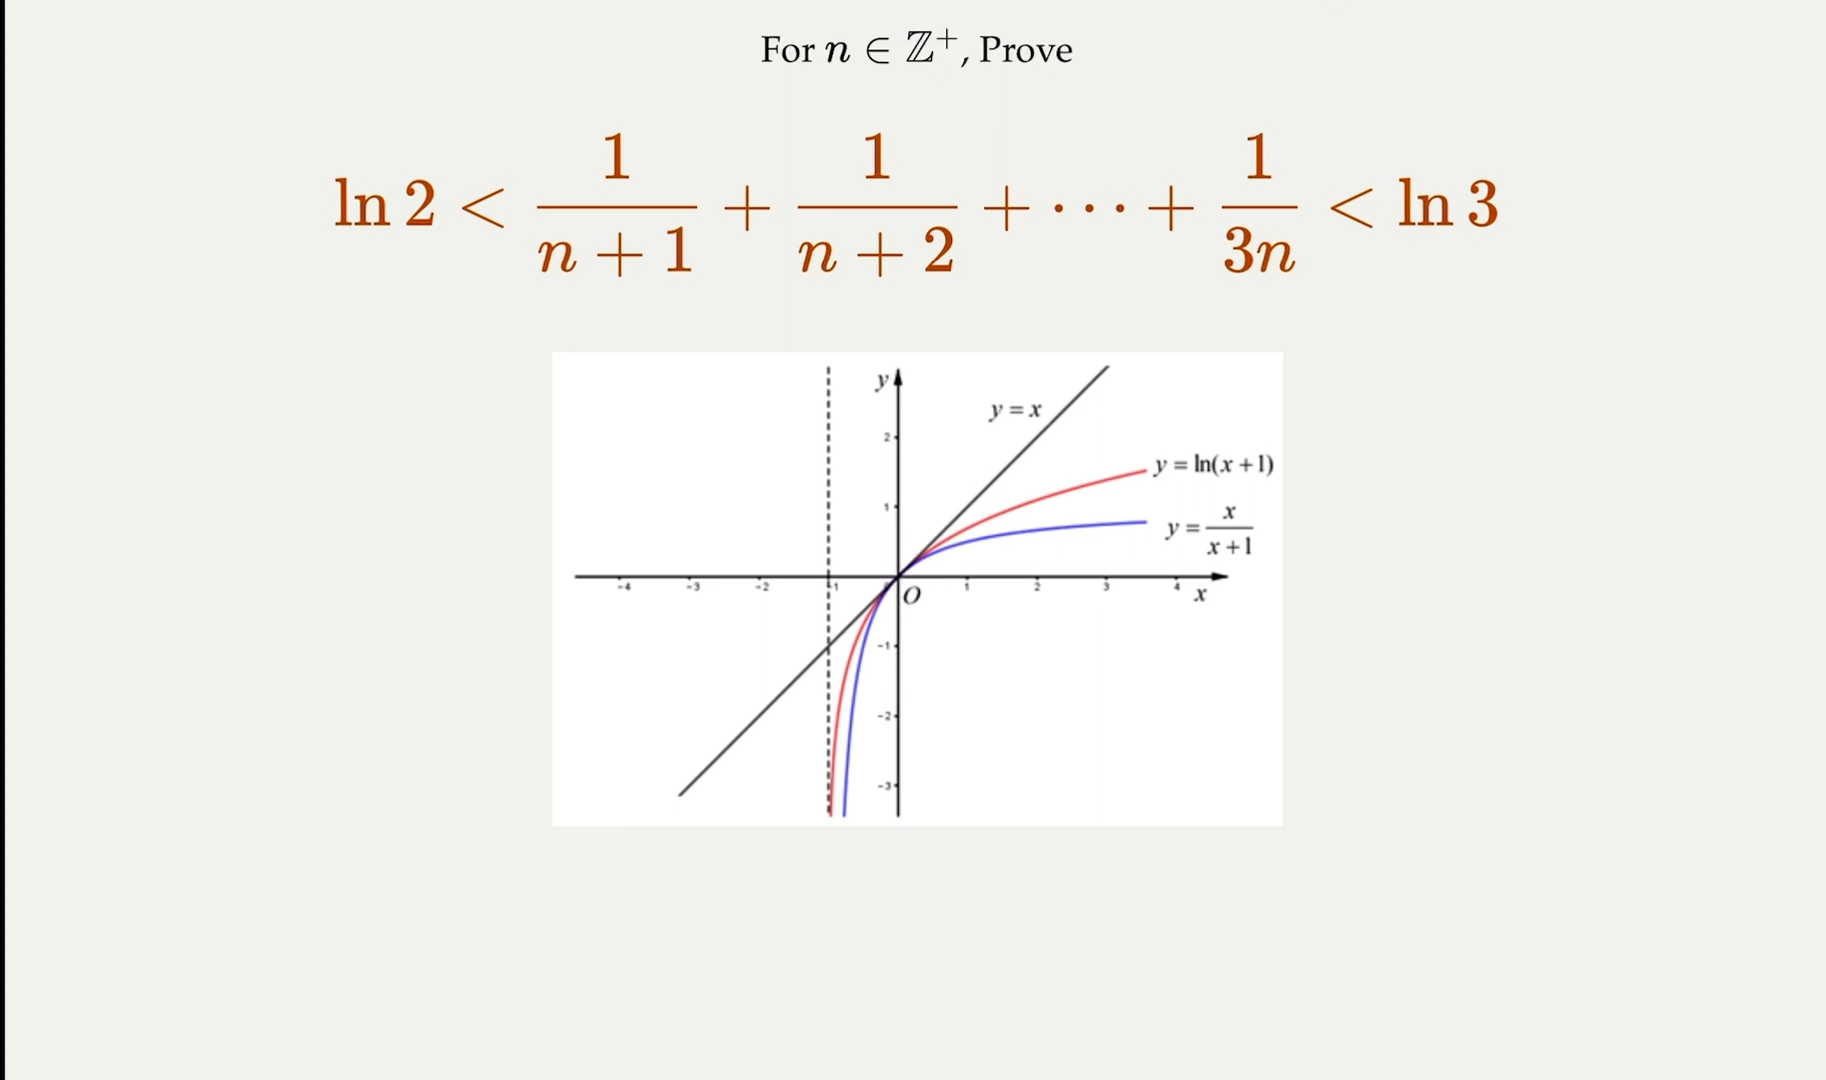 For n ∈ ℤ⁺, Prove
ln 2 < 1/(n + 1) + 1/(n + 2) + ··· + 1/(3n) < ln 3
y
y = x
2
y = ln(x + 1)
1
y = x/(x + 1)
-4 -3 -2 -1 O 1 2 3 4 x
-1
-2
-3